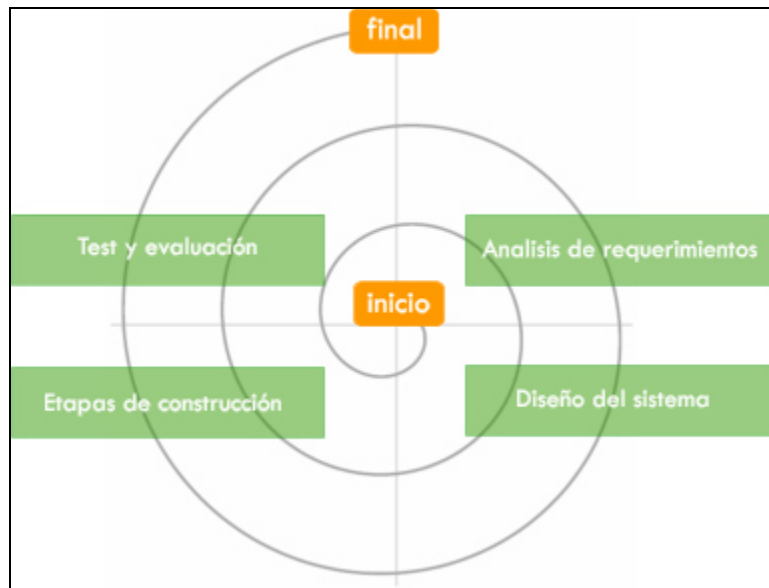 final
Test y evaluación
Analisis de requerimientos
inicio
Etapas de construcción
Diseño del sistema